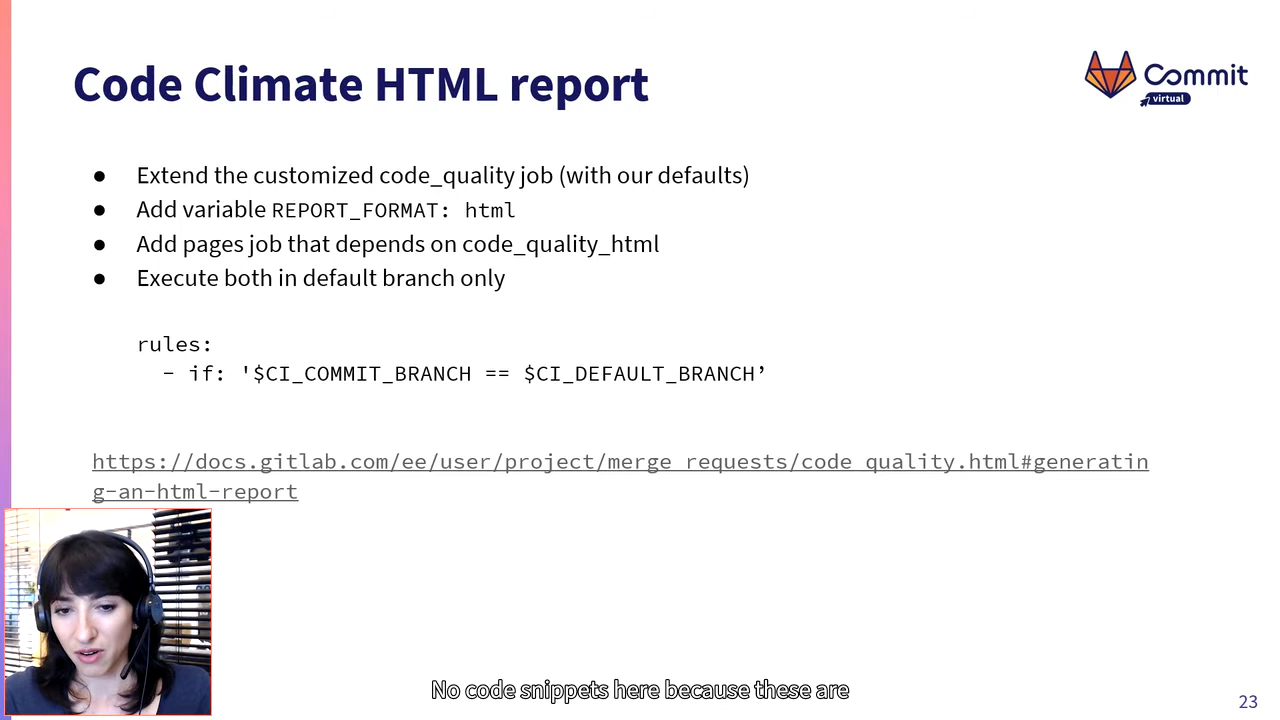 Code Climate HTML report
Commit
virtual
● Extend the customized code_quality job (with our defaults)
● Add variable REPORT_FORMAT: html
● Add pages job that depends on code_quality_html
● Execute both in default branch only
rules:
- if: '$CI_COMMIT_BRANCH == $CI_DEFAULT_BRANCH’
https://docs.gitlab.com/ee/user/project/merge_requests/code_quality.html#generatin
g-an-html-report
No code snippets here because these are
23